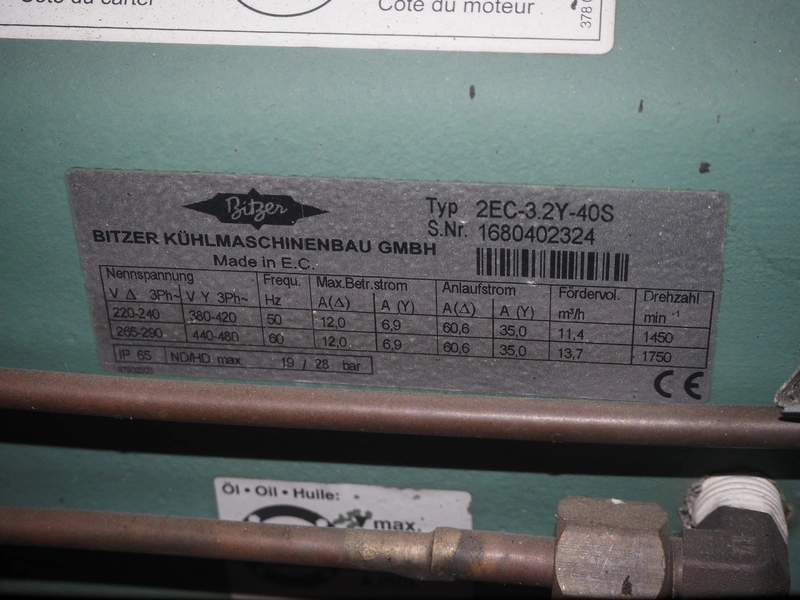 Côté du moteur
378
Bitzer
BITZER KÜHLMASCHINENBAU GMBH
Made in E.C.
Typ 2EC-3.2Y-40S
S.Nr. 1680402324
Nennspannung Frequ. Max.Betr.strom Anlaufstrom Fördervol. Drehzahl
V Δ 3Ph~ V Y 3Ph~ Hz A(Δ) A (Y) A(Δ) A (Y) m³/h min -1
220-240 380-420 50 12,0 6,9 60,6 35,0 11,4 1450
265-290 440-480 60 12,0 6,9 60,6 35,0 13,7 1750
IP 65 ND/HD max. 19 / 28 bar
CE
Öl • Oil • Huile:
max.